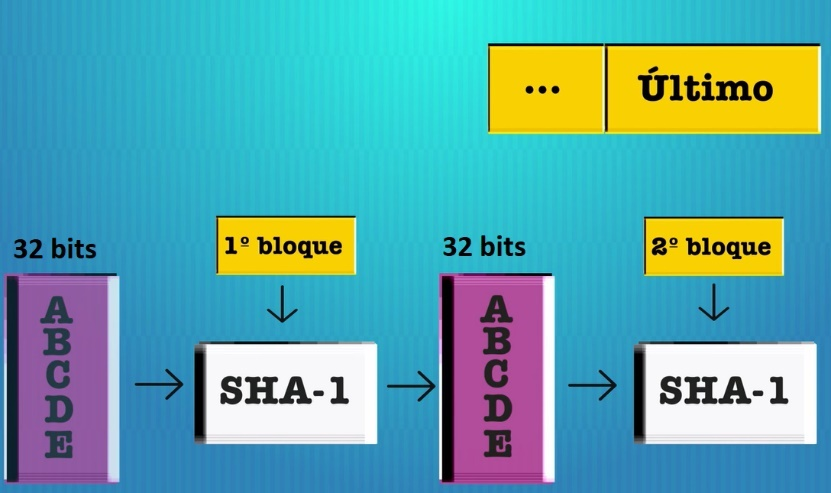 ...
Último
32 bits
1º bloque
32 bits
2º bloque
A
B
C
D
E
SHA-1
A
B
C
D
E
SHA-1